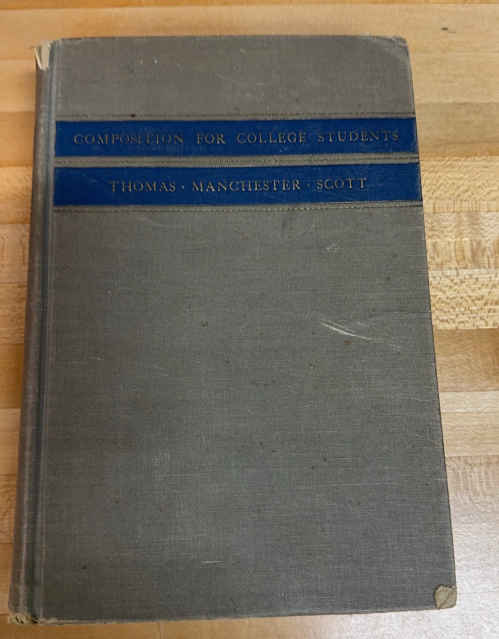 COMPOSITION FOR COLLEGE STUDENTS
THOMAS · MANCHESTER · SCOTT